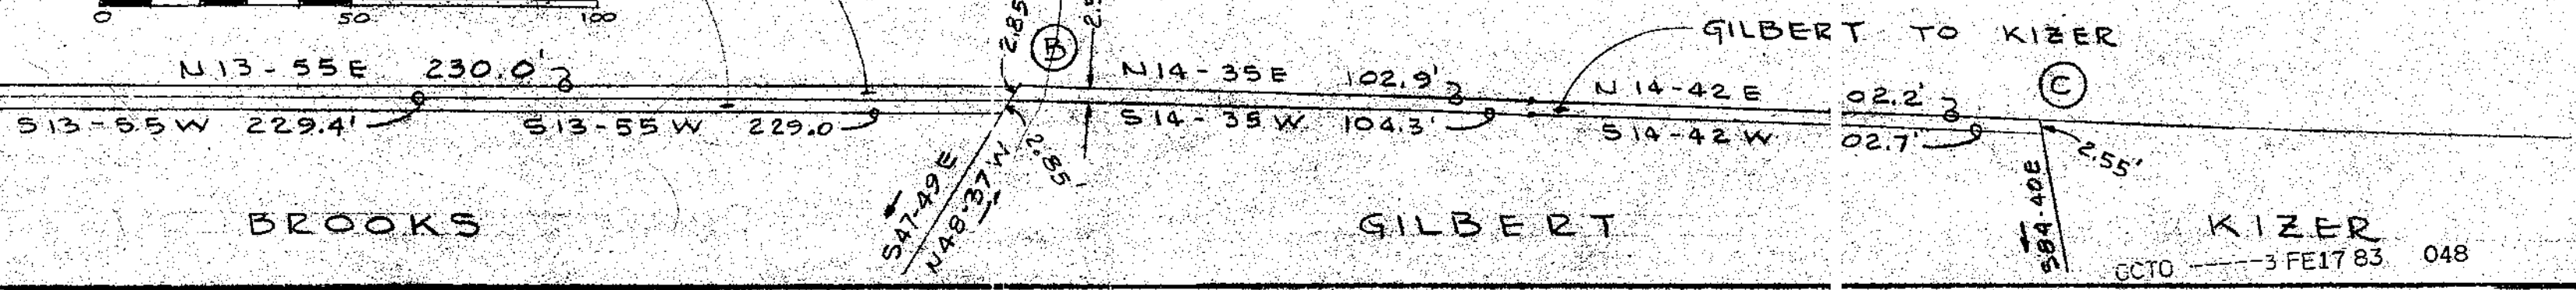 0 50 100
2.85
B
GILBERT TO KIZER
N 13-55 E 230.0'
N 14-35 E 102.9'
N 14-42 E 02.2'
C
S 13-55 W 229.4'
S 13-55 W 229.0
S 14-35 W 104.3'
S 14-42 W 02.7'
2.85'
2.55'
S47-49 E
N48-37 W
S84-40E
BROOKS
GILBERT
KIZER
GCTO -----3 FE17 83 048